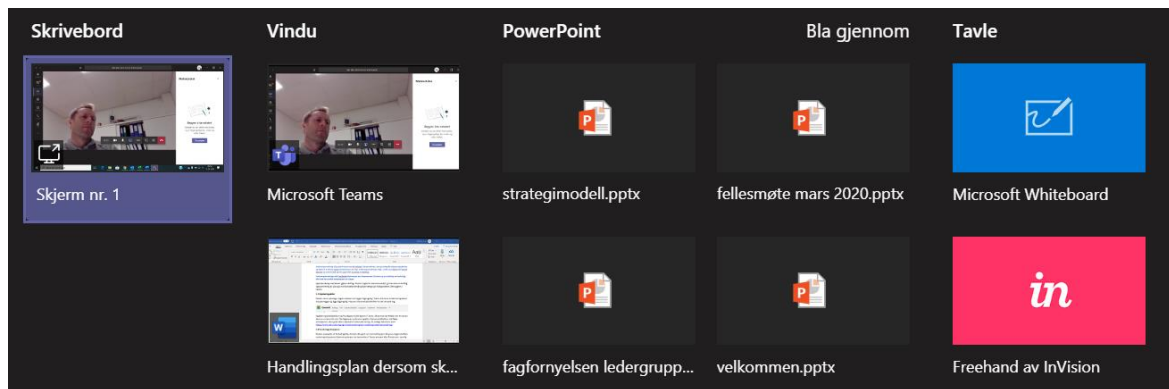 Skrivebord
Vindu
PowerPoint
Bla gjennom
Tavle
Skjerm nr. 1
Microsoft Teams
strategimodell.pptx
fellesmøte mars 2020.pptx
Microsoft Whiteboard
Handlingsplan dersom sk...
fagfornyelsen ledergrupp...
velkommen.pptx
Freehand av InVision